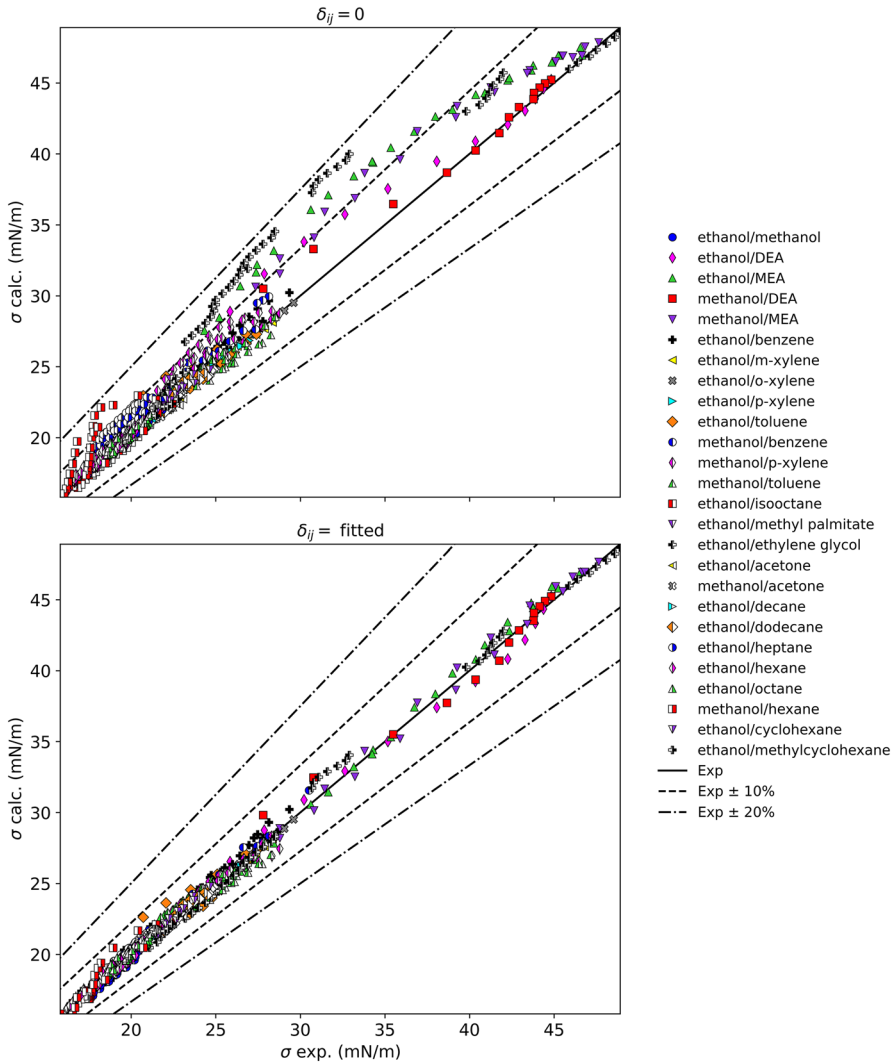 δij = 0
45
40
35
30
25
20
σ calc. (mN/m)
δij = fitted
45
40
35
30
25
20
σ calc. (mN/m)
20 25 30 35 40 45
σ exp. (mN/m)
ethanol/methanol
ethanol/DEA
ethanol/MEA
methanol/DEA
methanol/MEA
ethanol/benzene
ethanol/m-xylene
ethanol/o-xylene
ethanol/p-xylene
ethanol/toluene
methanol/benzene
methanol/p-xylene
methanol/toluene
ethanol/isooctane
ethanol/methyl palmitate
ethanol/ethylene glycol
ethanol/acetone
methanol/acetone
ethanol/decane
ethanol/dodecane
ethanol/heptane
ethanol/hexane
ethanol/octane
methanol/hexane
ethanol/cyclohexane
ethanol/methylcyclohexane
Exp
Exp ± 10%
Exp ± 20%